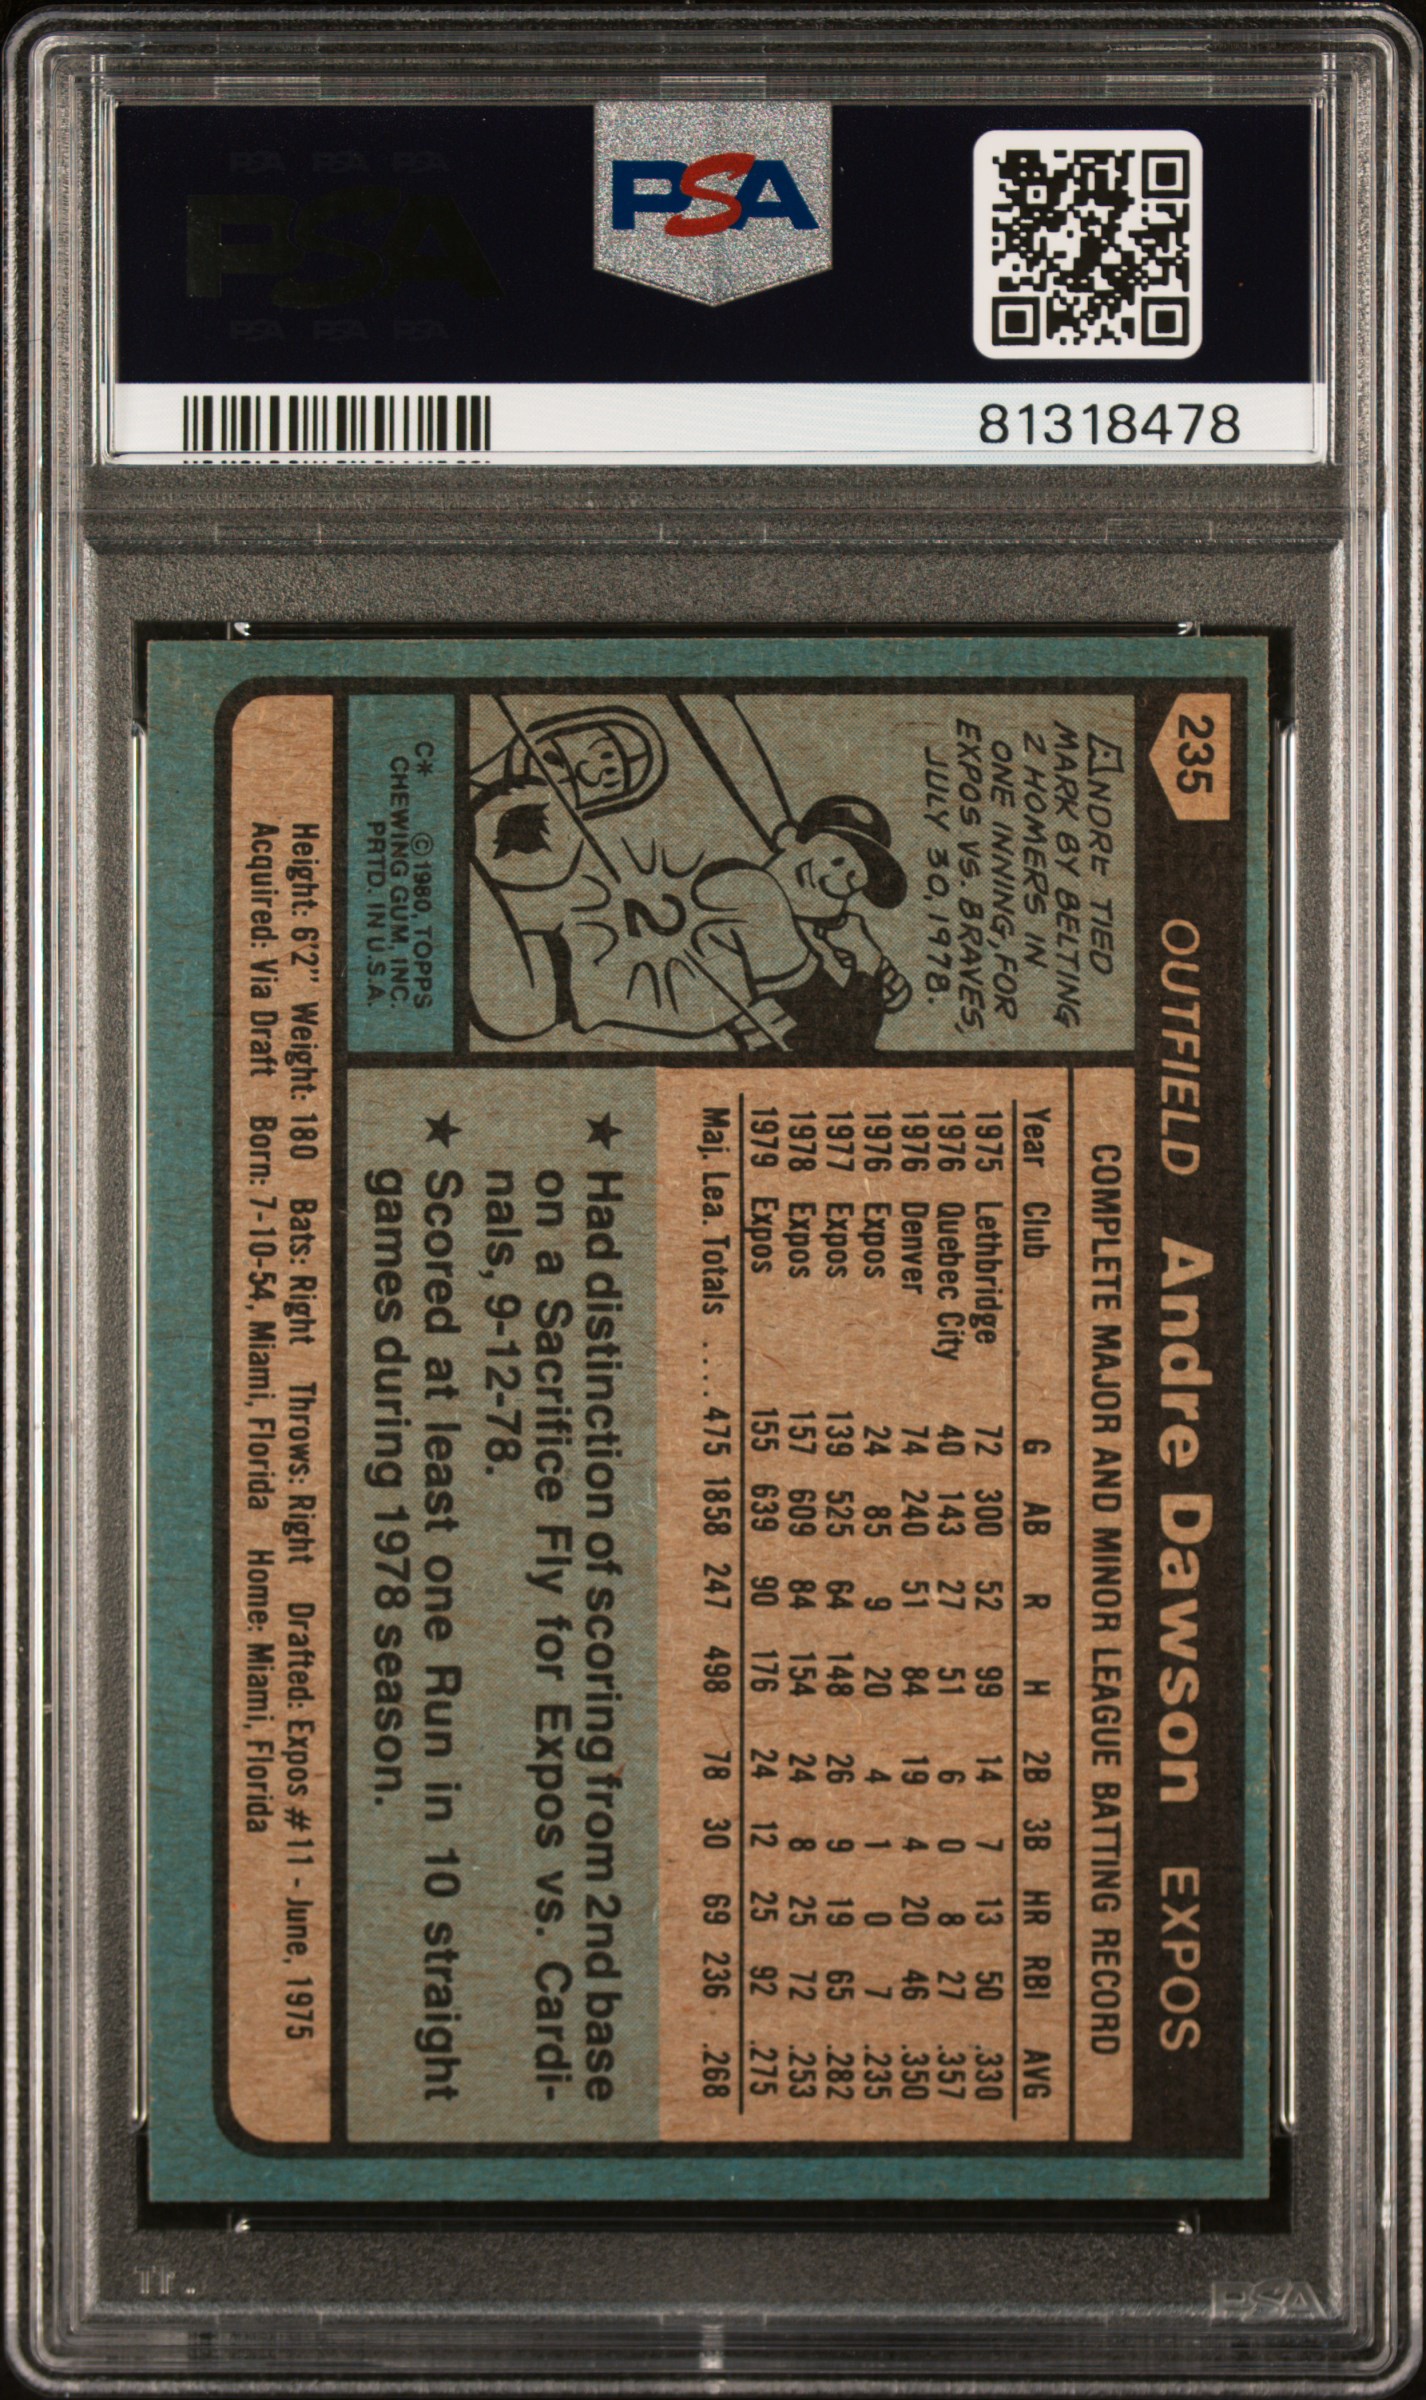 PSA PSA PSA
PSA
PSA PSA PSA
PSA
81318478
235 OUTFIELD Andre Dawson EXPOS
ANDRE TIED
MARK BY BELTING
2 HOMERS IN
ONE INNING, FOR
EXPOS VS. BRAVES,
JULY 30, 1978.
2
C* ©1980, TOPPS
CHEWING GUM, INC.
PRTD. IN U.S.A.
COMPLETE MAJOR AND MINOR LEAGUE BATTING RECORD
Year Club G AB R H 2B 3B HR RBI AVG
1975 Lethbridge 72 300 52 99 14 7 13 50 .330
1976 Quebec City 40 143 27 51 6 0 8 27 .357
1976 Denver 74 240 51 84 19 4 20 46 .350
1976 Expos 24 85 9 20 4 1 0 7 .235
1977 Expos 139 525 64 148 26 9 19 65 .282
1978 Expos 157 609 84 154 24 8 25 72 .253
1979 Expos 155 639 90 176 24 12 25 92 .275
Maj. Lea. Totals .... 475 1858 247 498 78 30 69 236 .268
★ Had distinction of scoring from 2nd base
on a Sacrifice Fly for Expos vs. Cardi-
nals, 9-12-78.
★ Scored at least one Run in 10 straight
games during 1978 season.
Height: 6'2" Weight: 180 Bats: Right Throws: Right Drafted: Expos #11 - June, 1975
Acquired: Via Draft Born: 7-10-54, Miami, Florida Home: Miami, Florida
PSA